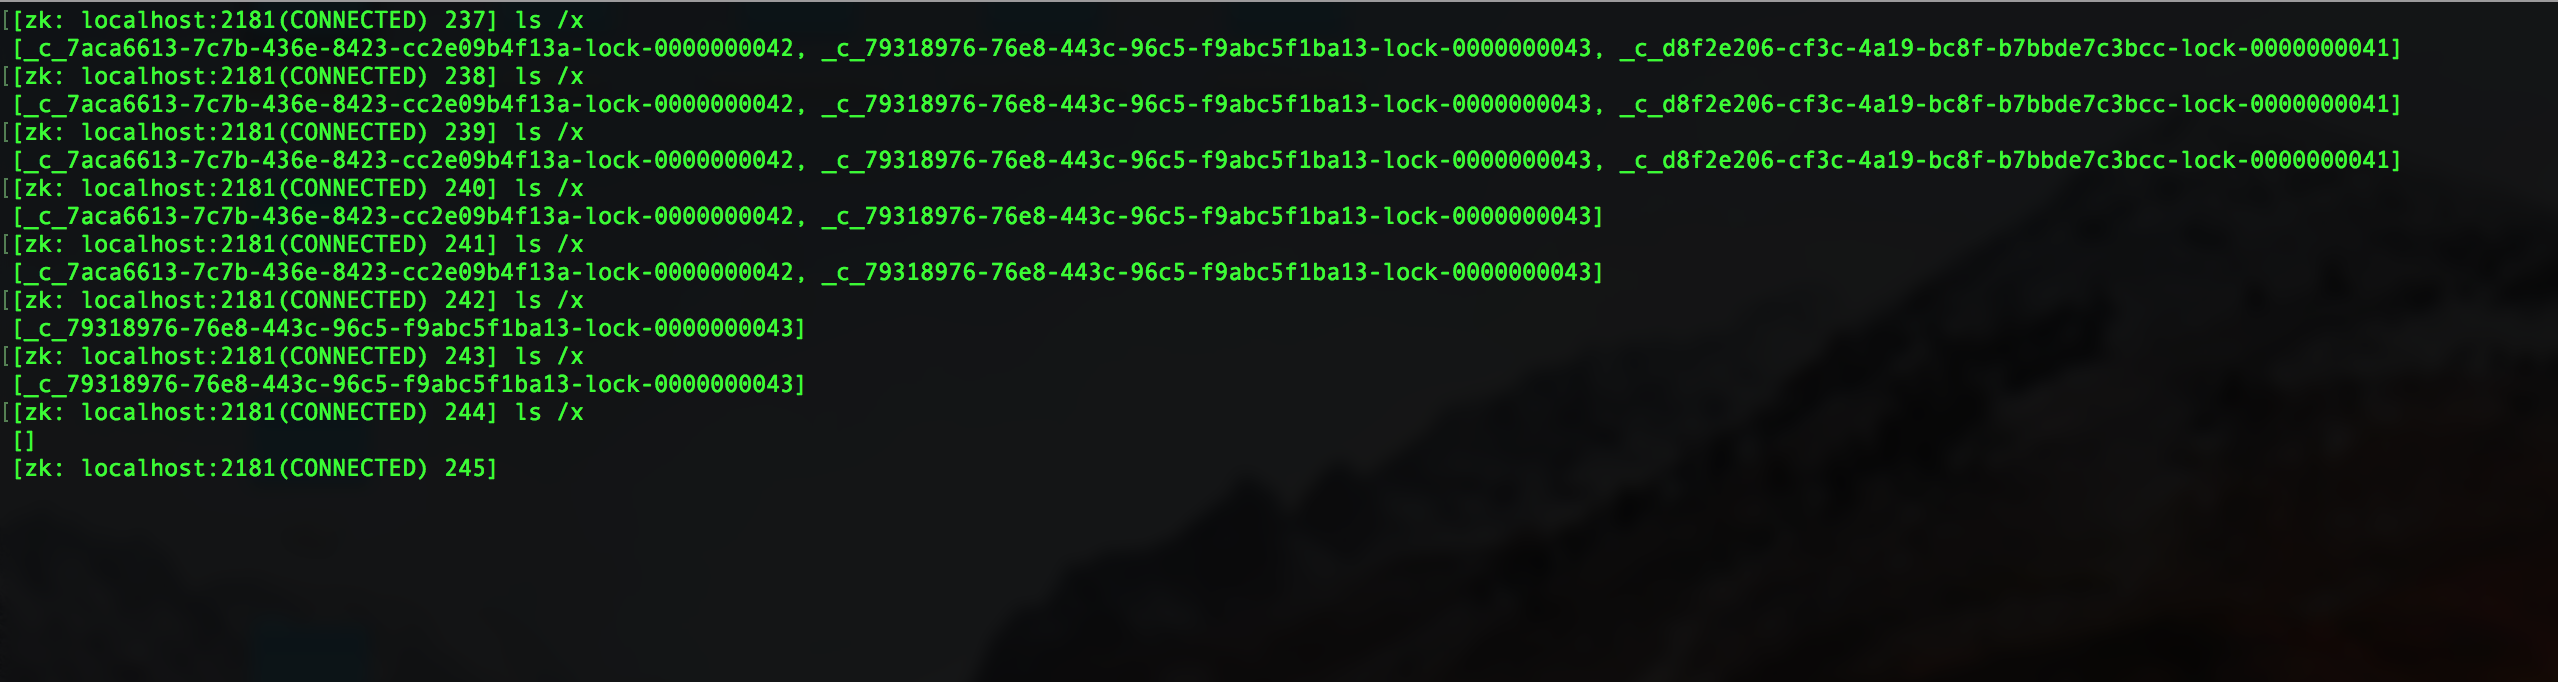 [[zk: localhost:2181(CONNECTED) 237] ls /x
[_c_7aca6613-7c7b-436e-8423-cc2e09b4f13a-lock-0000000042, _c_79318976-76e8-443c-96c5-f9abc5f1ba13-lock-0000000043, _c_d8f2e206-cf3c-4a19-bc8f-b7bbde7c3bcc-lock-0000000041]
[[zk: localhost:2181(CONNECTED) 238] ls /x
[_c_7aca6613-7c7b-436e-8423-cc2e09b4f13a-lock-0000000042, _c_79318976-76e8-443c-96c5-f9abc5f1ba13-lock-0000000043, _c_d8f2e206-cf3c-4a19-bc8f-b7bbde7c3bcc-lock-0000000041]
[[zk: localhost:2181(CONNECTED) 239] ls /x
[_c_7aca6613-7c7b-436e-8423-cc2e09b4f13a-lock-0000000042, _c_79318976-76e8-443c-96c5-f9abc5f1ba13-lock-0000000043, _c_d8f2e206-cf3c-4a19-bc8f-b7bbde7c3bcc-lock-0000000041]
[[zk: localhost:2181(CONNECTED) 240] ls /x
[_c_7aca6613-7c7b-436e-8423-cc2e09b4f13a-lock-0000000042, _c_79318976-76e8-443c-96c5-f9abc5f1ba13-lock-0000000043]
[[zk: localhost:2181(CONNECTED) 241] ls /x
[_c_7aca6613-7c7b-436e-8423-cc2e09b4f13a-lock-0000000042, _c_79318976-76e8-443c-96c5-f9abc5f1ba13-lock-0000000043]
[[zk: localhost:2181(CONNECTED) 242] ls /x
[_c_79318976-76e8-443c-96c5-f9abc5f1ba13-lock-0000000043]
[[zk: localhost:2181(CONNECTED) 243] ls /x
[_c_79318976-76e8-443c-96c5-f9abc5f1ba13-lock-0000000043]
[[zk: localhost:2181(CONNECTED) 244] ls /x
[]
[zk: localhost:2181(CONNECTED) 245]